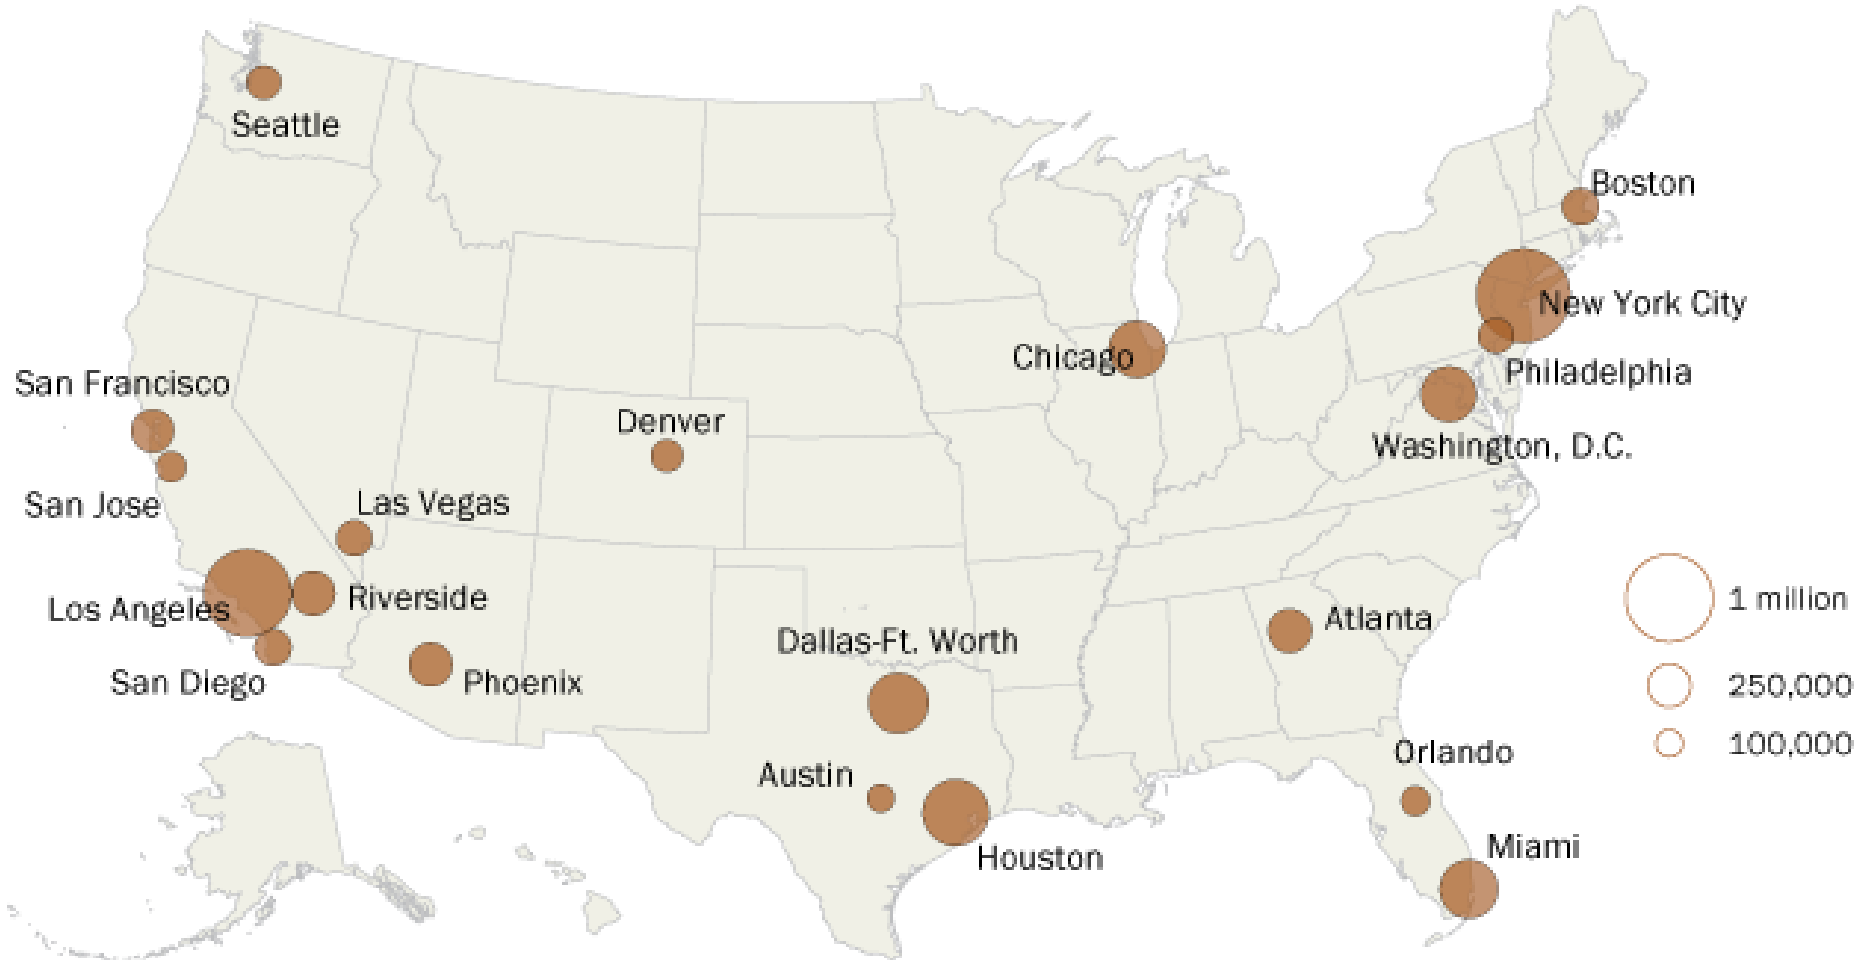 Seattle
Boston
New York City
Chicago
Philadelphia
San Francisco
Denver
Washington, D.C.
San Jose
Las Vegas
Los Angeles
Riverside
1 million
Atlanta
Dallas-Ft. Worth
San Diego
Phoenix
250,000
100,000
Orlando
Austin
Miami
Houston